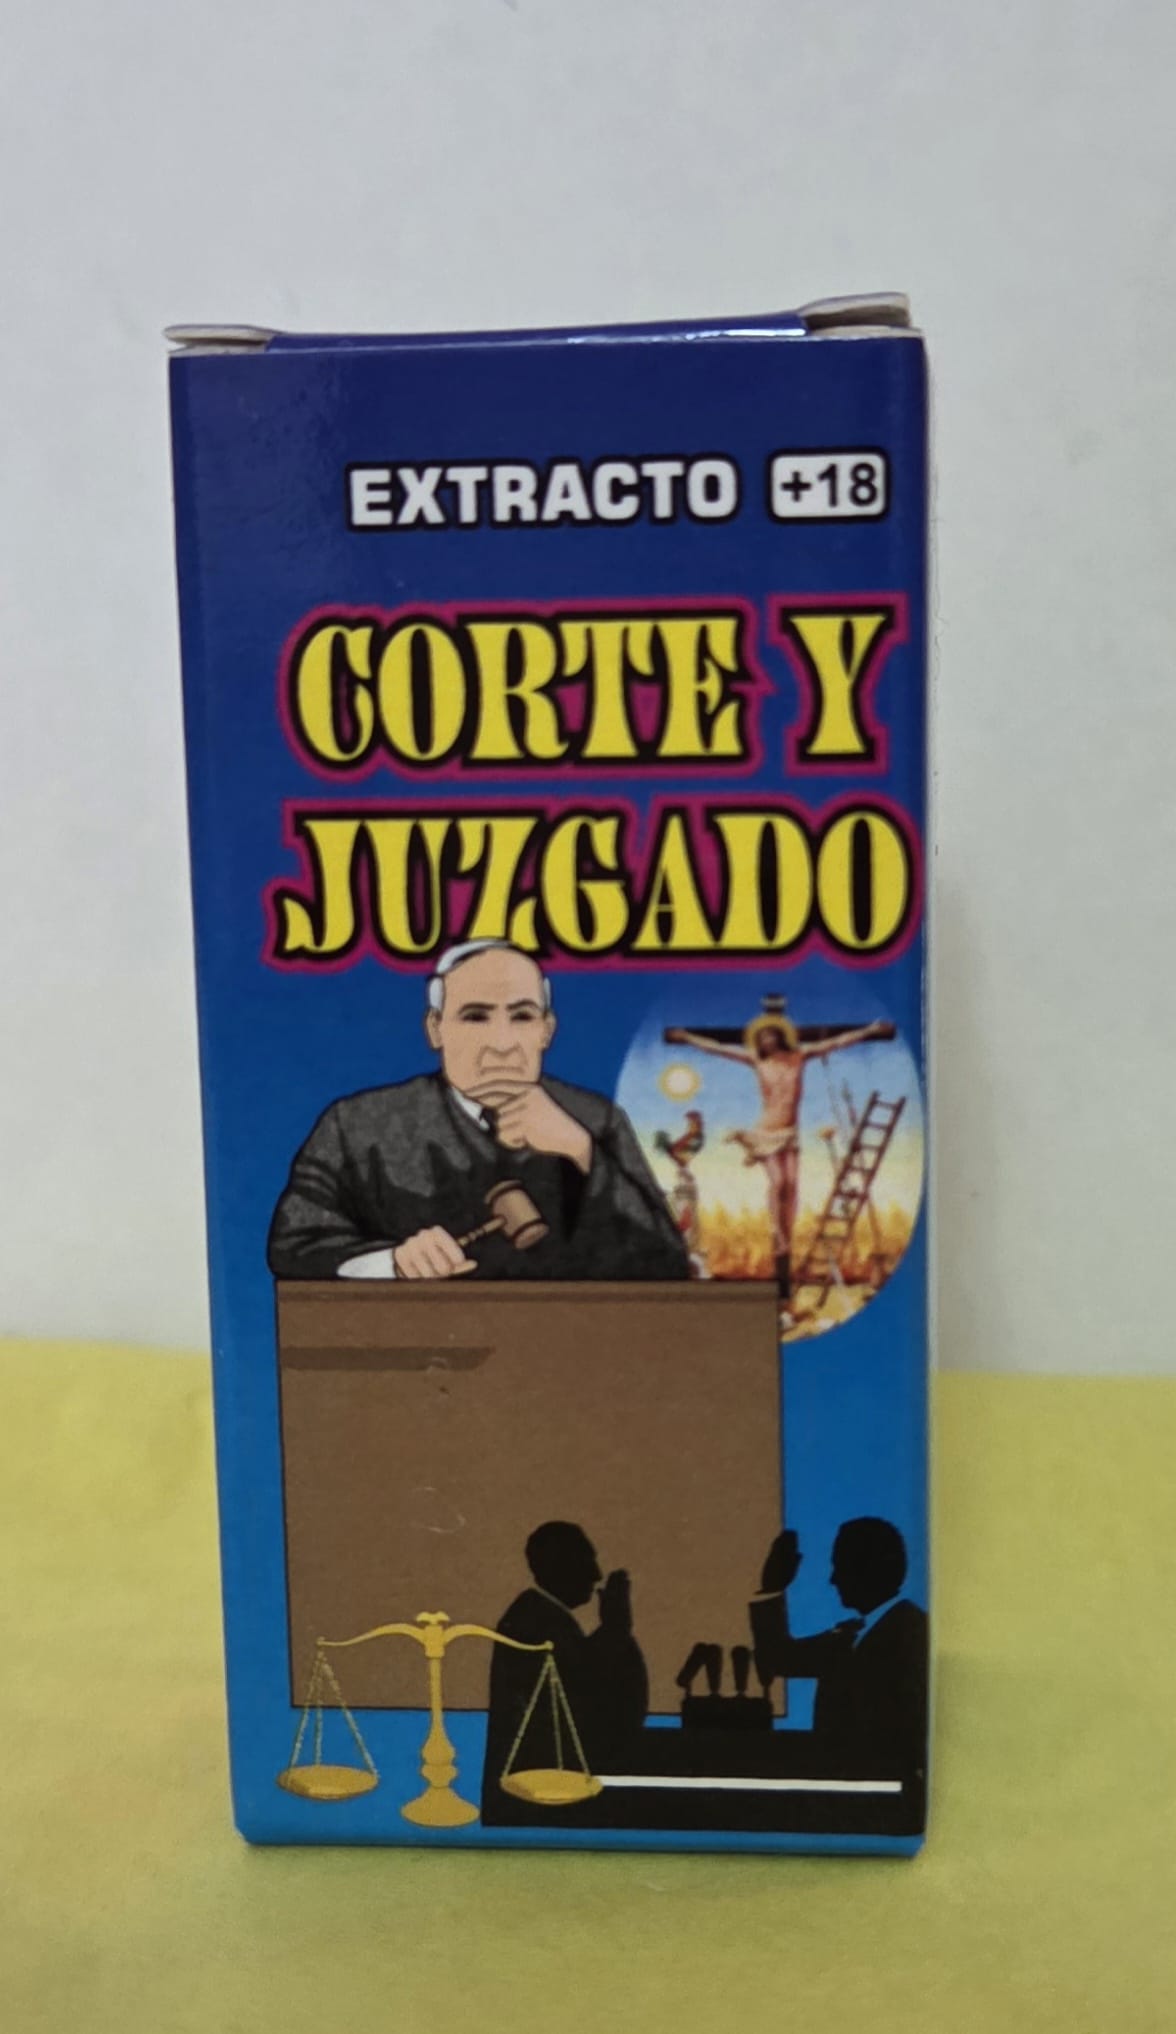 EXTRACTO +18
CORTE Y
JUZGADO